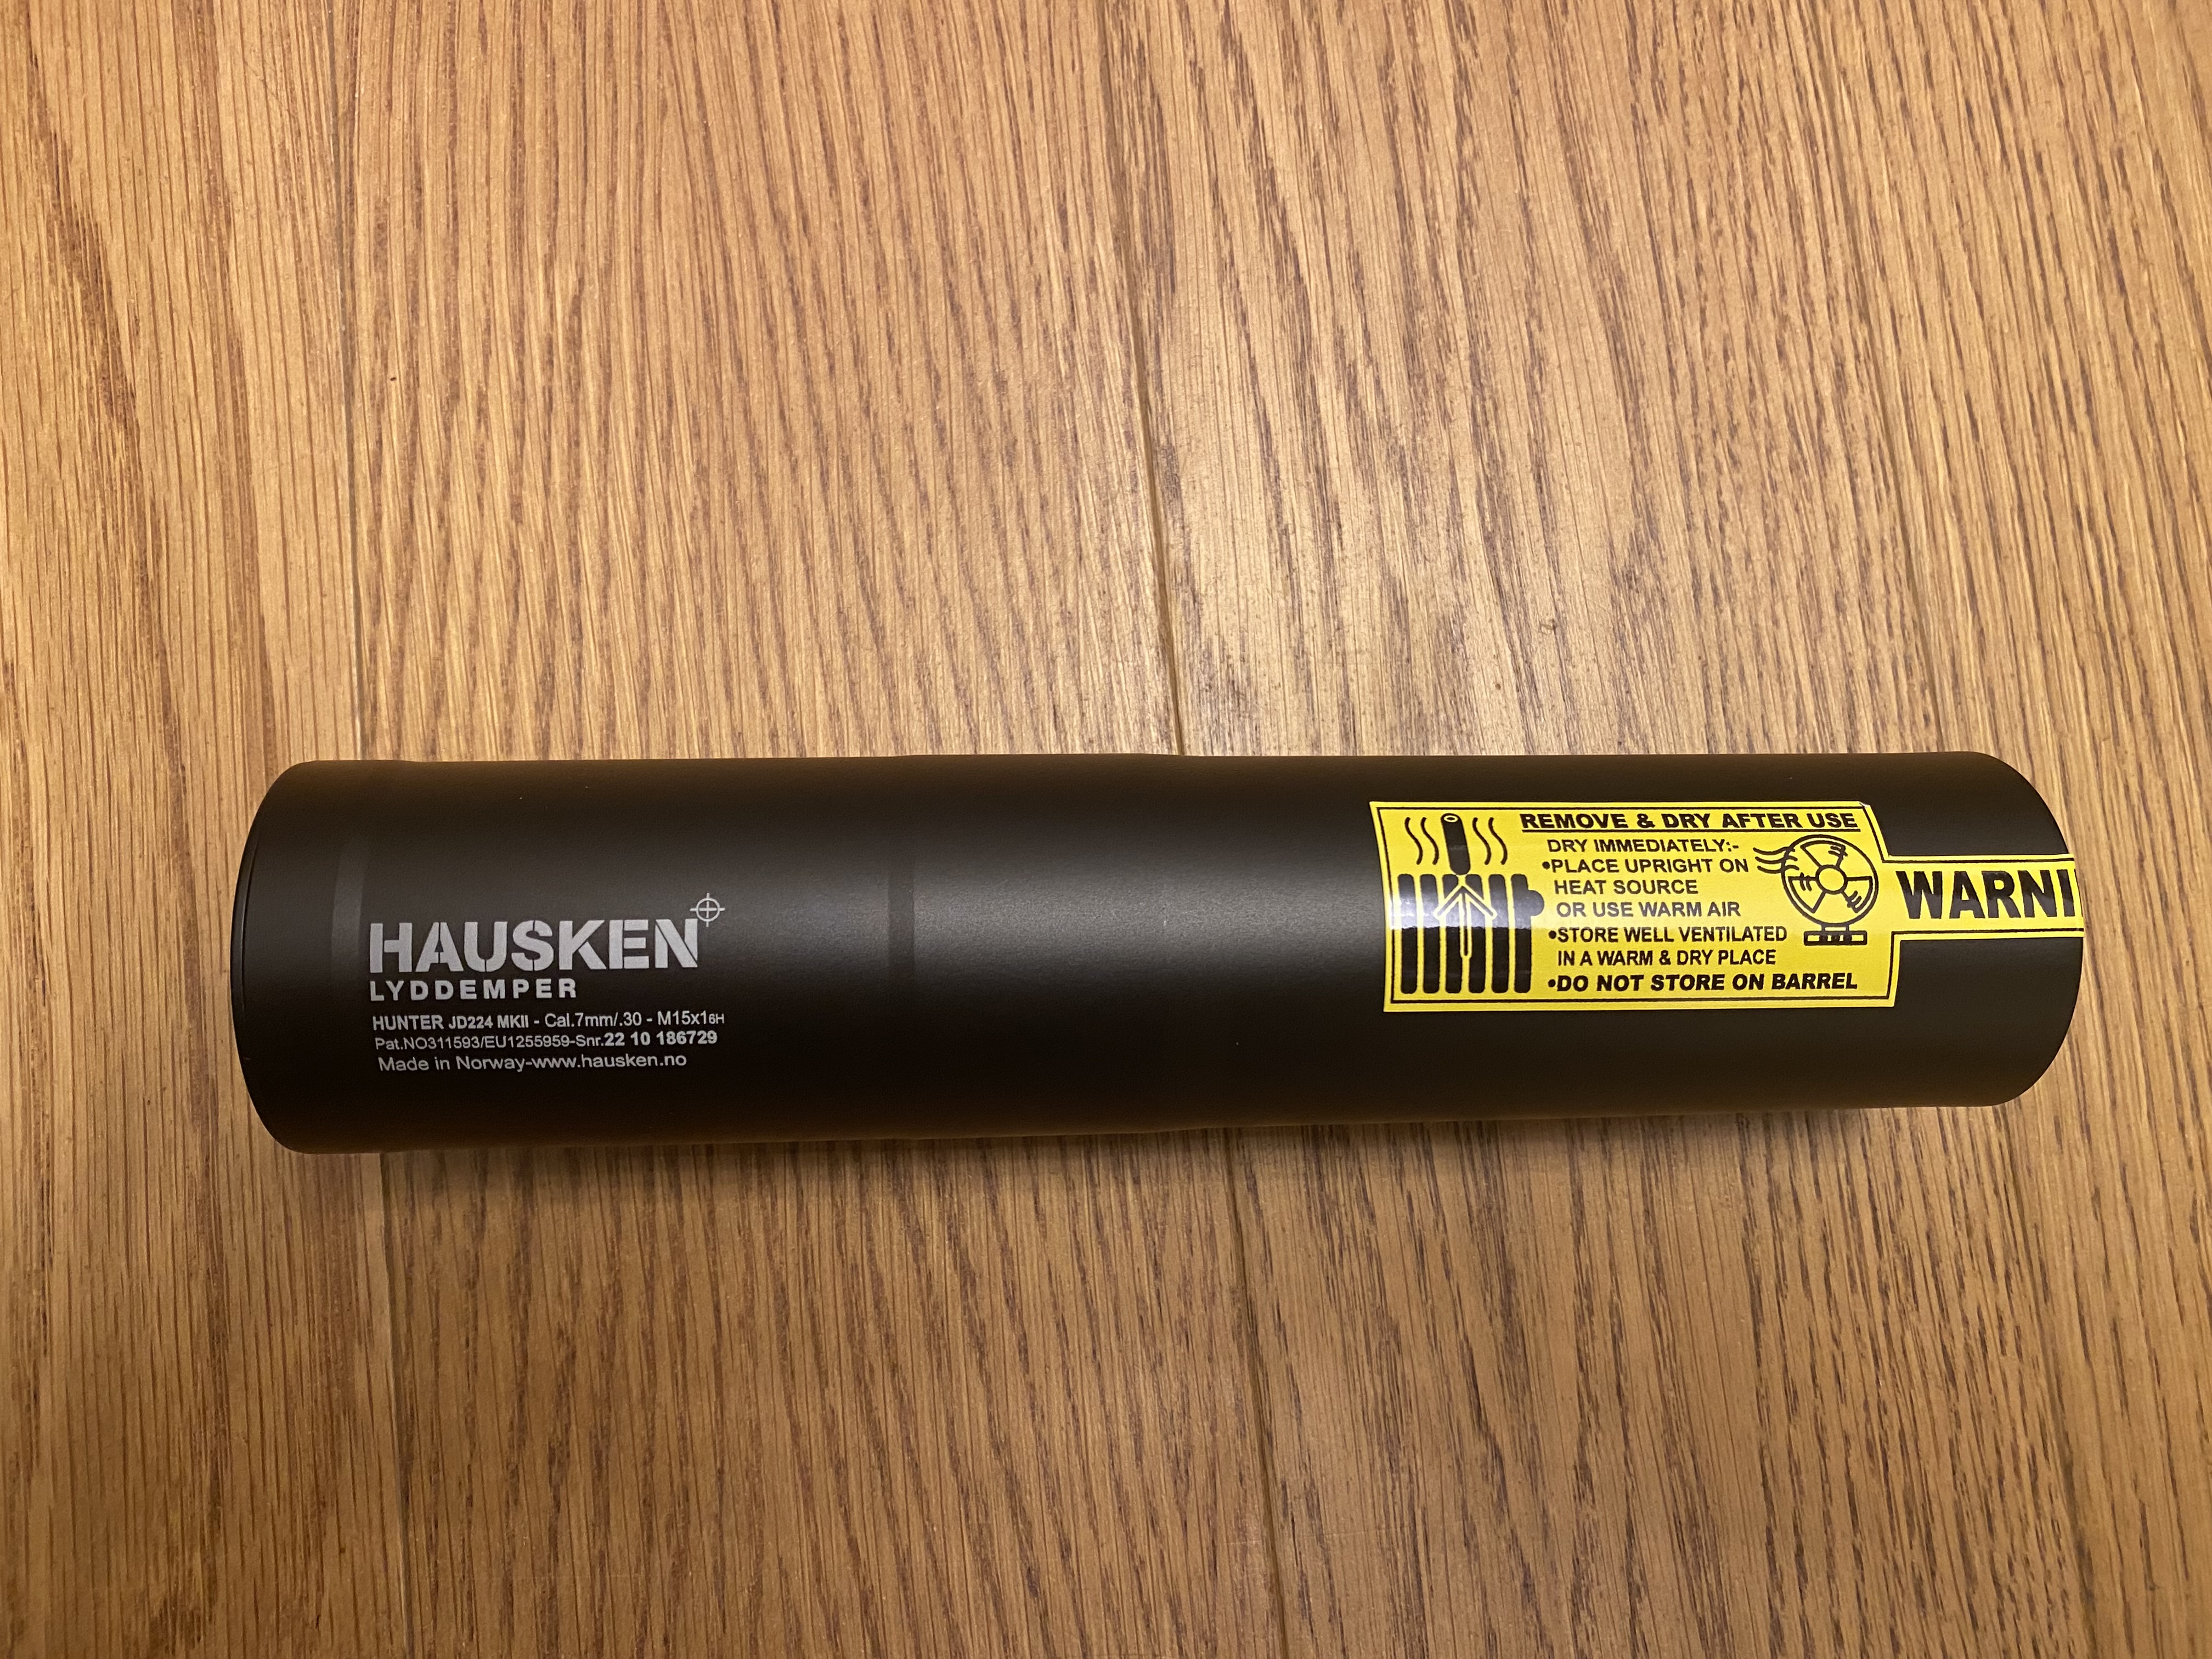 HAUSKEN
LYDDEMPER
HUNTER JD224 MKII - Cal.7mm/.30 - M15x16H
Pat.NO311593/EU1255959-Snr.22 10 186729
Made in Norway-www.hausken.no
REMOVE & DRY AFTER USE
DRY IMMEDIATELY:-
•PLACE UPRIGHT ON
HEAT SOURCE
OR USE WARM AIR
•STORE WELL VENTILATED
IN A WARM & DRY PLACE
•DO NOT STORE ON BARREL
WARNI